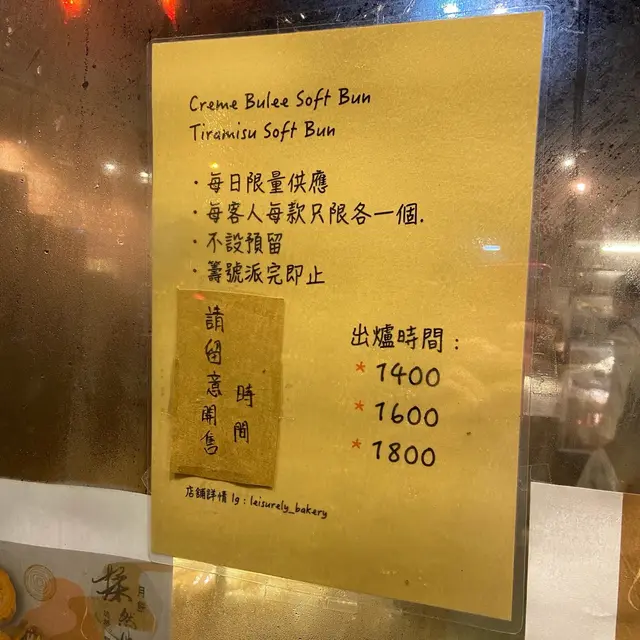 Creme Bulee Soft Bun
Tiramisu Soft Bun
· 每日限量供應
· 每客人每款只限各一個.
· 不設預留
· 籌號派完即止
請留意開售
時間
出爐時間：
* 1400
* 1600
* 1800
店舖詳情 Ig : leisurely_bakery